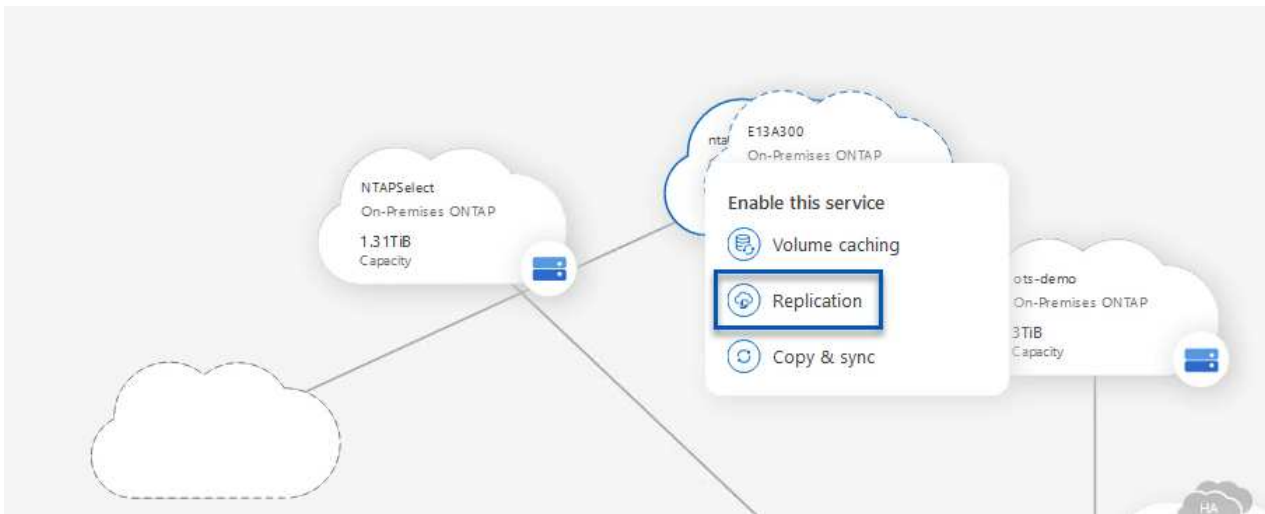 NTAPSelect
On-Premises ONTAP
1.31TiB
Capacity
E13A300
On-Premises ONTAP
Enable this service
Volume caching
Replication
Copy & sync
ots-demo
On-Premises ONTAP
3TiB
Capacity
HA